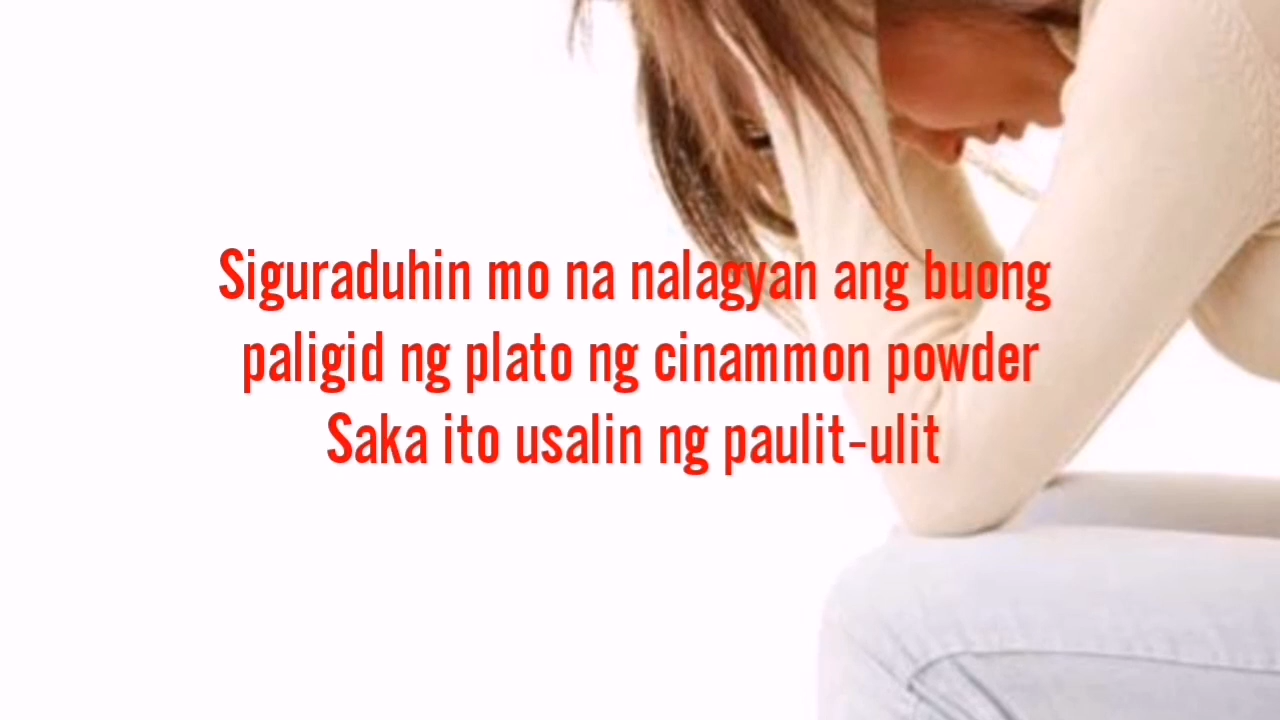 Siguraduhin mo na nalagyan ang buong
paligid ng plato ng cinammon powder
Saka ito usalin ng paulit-ulit